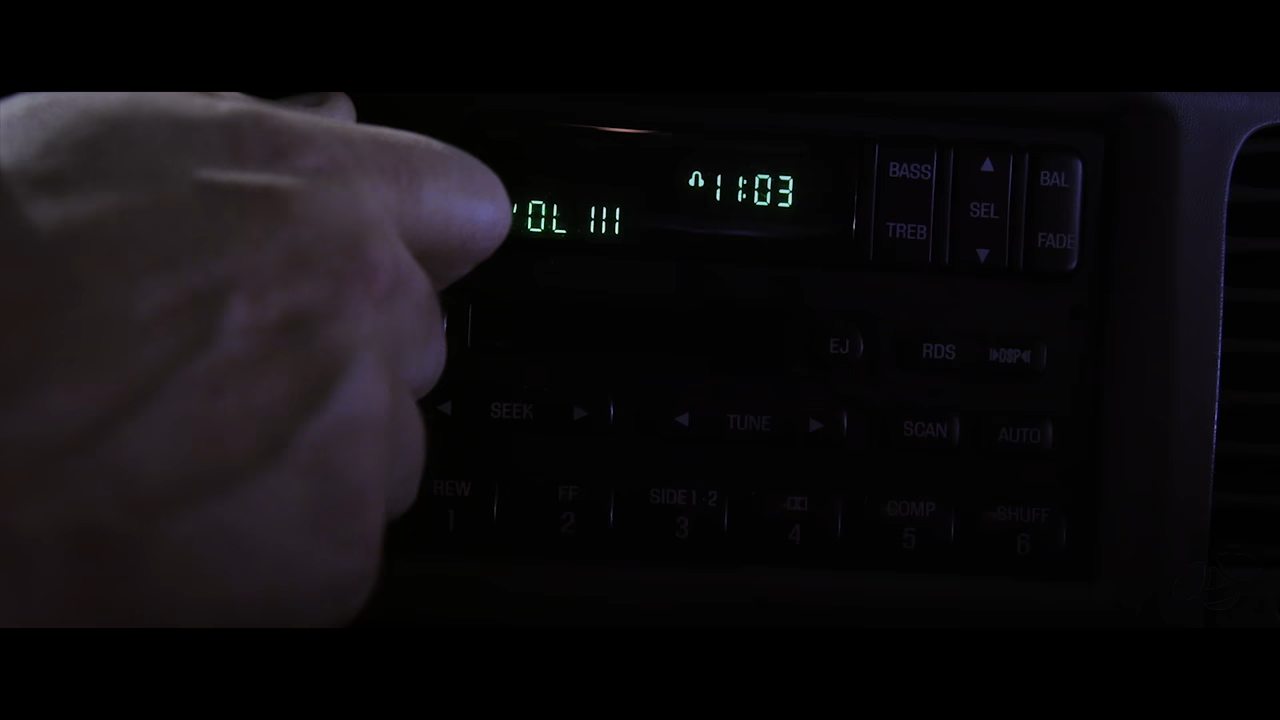 11:03
VOL III
BASS
SEL
BAL
TREB
FADE
EJ
RDS
DSP
SEEK
TUNE
SCAN
AUTO
REW
FF
SIDE 1-2
COMP
SHUFF
1
2
3
4
5
6